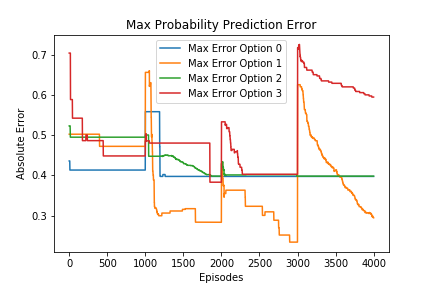 Max Probability Prediction Error
Max Error Option 0
Max Error Option 1
Max Error Option 2
Max Error Option 3
Absolute Error
0.7
0.6
0.5
0.4
0.3
0 500 1000 1500 2000 2500 3000 3500 4000
Episodes